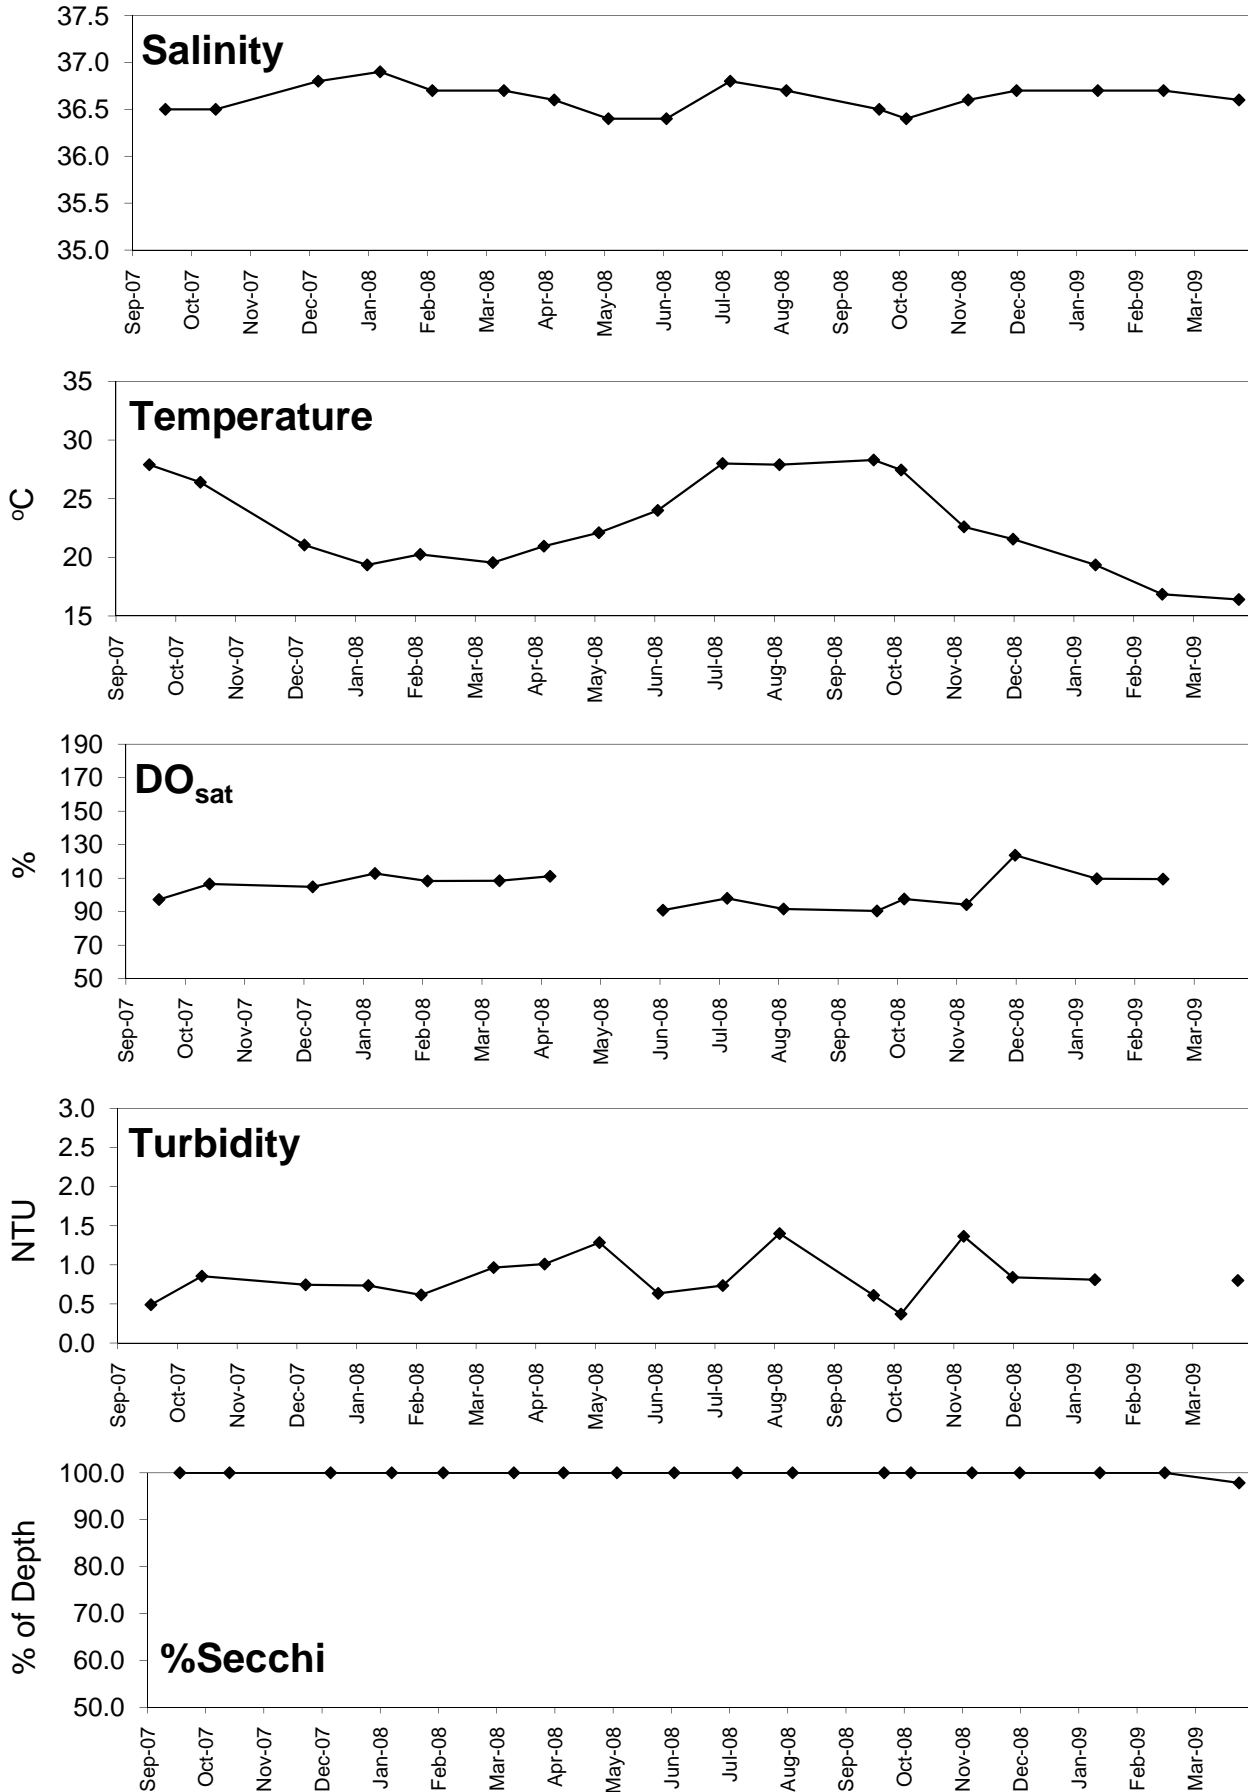 Salinity
37.5
37.0
36.5
36.0
35.5
35.0
Sep-07 Oct-07 Nov-07 Dec-07 Jan-08 Feb-08 Mar-08 Apr-08 May-08 Jun-08 Jul-08 Aug-08 Sep-08 Oct-08 Nov-08 Dec-08 Jan-09 Feb-09 Mar-09
Temperature
ºC
35
30
25
20
15
Sep-07 Oct-07 Nov-07 Dec-07 Jan-08 Feb-08 Mar-08 Apr-08 May-08 Jun-08 Jul-08 Aug-08 Sep-08 Oct-08 Nov-08 Dec-08 Jan-09 Feb-09 Mar-09
DOsat
%
190
170
150
130
110
90
70
50
Sep-07 Oct-07 Nov-07 Dec-07 Jan-08 Feb-08 Mar-08 Apr-08 May-08 Jun-08 Jul-08 Aug-08 Sep-08 Oct-08 Nov-08 Dec-08 Jan-09 Feb-09 Mar-09
Turbidity
NTU
3.0
2.5
2.0
1.5
1.0
0.5
0.0
Sep-07 Oct-07 Nov-07 Dec-07 Jan-08 Feb-08 Mar-08 Apr-08 May-08 Jun-08 Jul-08 Aug-08 Sep-08 Oct-08 Nov-08 Dec-08 Jan-09 Feb-09 Mar-09
% of Depth
100.0
90.0
80.0
70.0
60.0
50.0
%Secchi
Sep-07 Oct-07 Nov-07 Dec-07 Jan-08 Feb-08 Mar-08 Apr-08 May-08 Jun-08 Jul-08 Aug-08 Sep-08 Oct-08 Nov-08 Dec-08 Jan-09 Feb-09 Mar-09